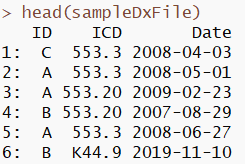 > head(sampleDxFile)
   ID    ICD       Date
1:  C  553.3 2008-04-03
2:  A  553.3 2008-05-01
3:  A 553.20 2009-02-23
4:  B 553.20 2007-08-29
5:  A  553.3 2008-06-27
6:  B  K44.9 2019-11-10